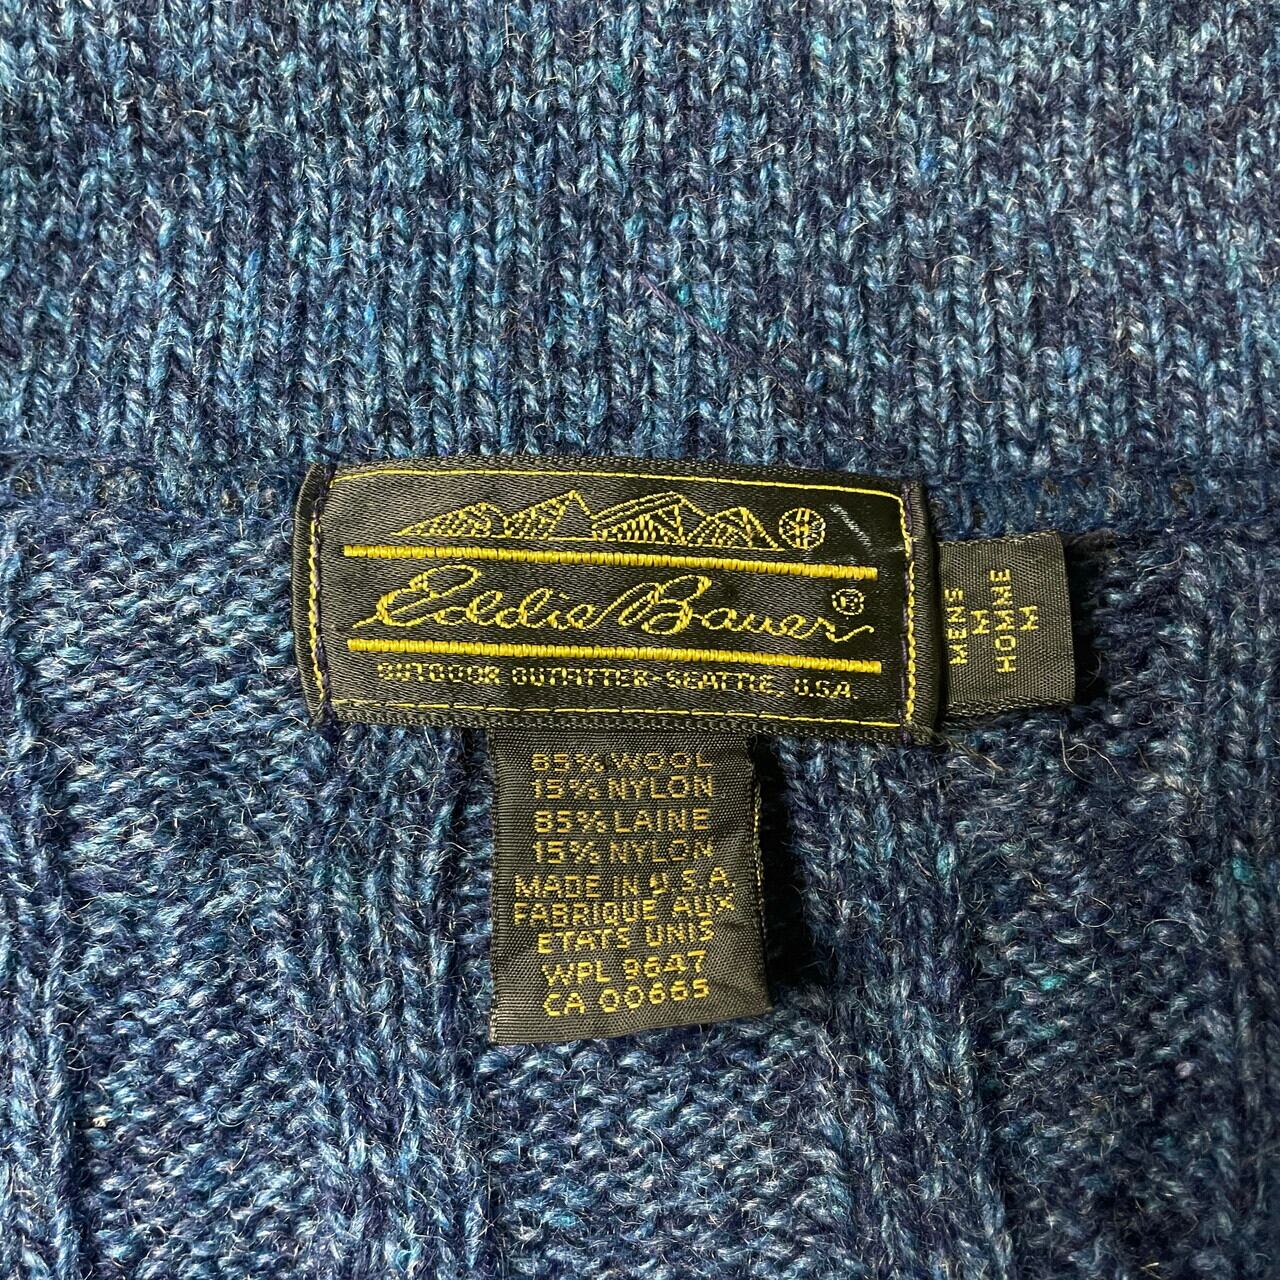 Eddie Bauer®
OUTDOOR OUTFITTER-SEATTLE, U.S.A.
MENS
M
HOMME
M
85% WOOL
15% NYLON
85% LAINE
15% NYLON
MADE IN U.S.A.
FABRIQUE AUX
ETATS UNIS
WPL 9647
CA 00665